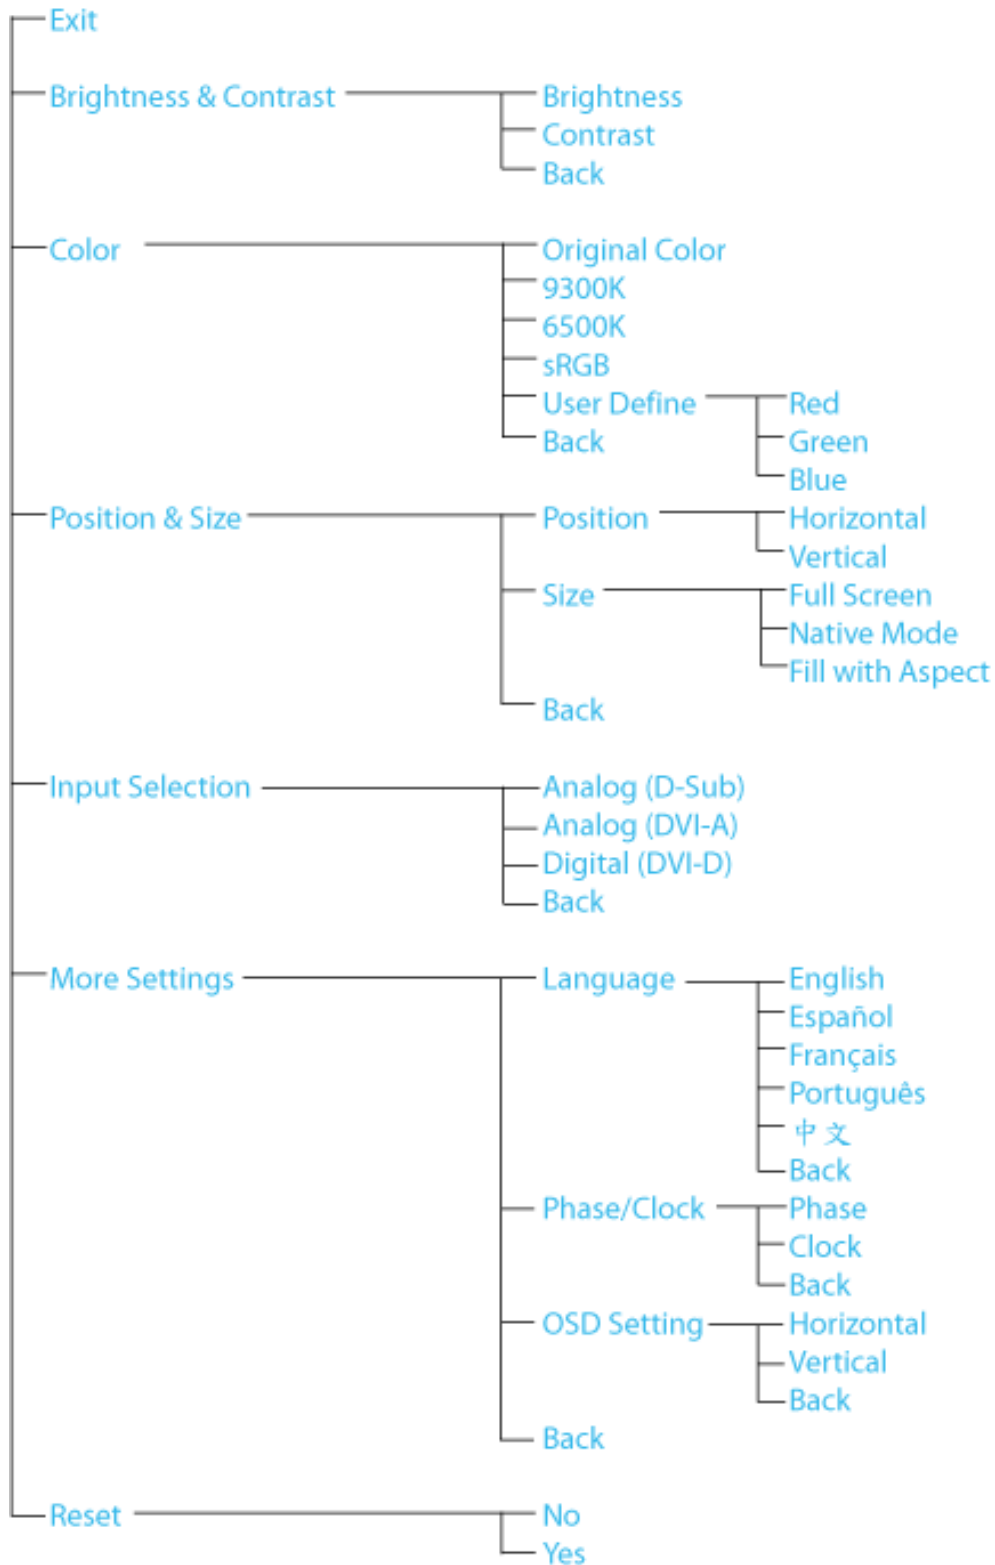 Exit
Brightness & Contrast Brightness
Contrast
Back
Color Original Color
9300K
6500K
sRGB
User Define Red
Back Green
Blue
Position & Size Position Horizontal
Vertical
Size Full Screen
Native Mode
Fill with Aspect
Back
Input Selection Analog (D-Sub)
Analog (DVI-A)
Digital (DVI-D)
Back
More Settings Language English
Español
Français
Português
中文
Back
Phase/Clock Phase
Clock
Back
OSD Setting Horizontal
Vertical
Back
Back
Reset No
Yes